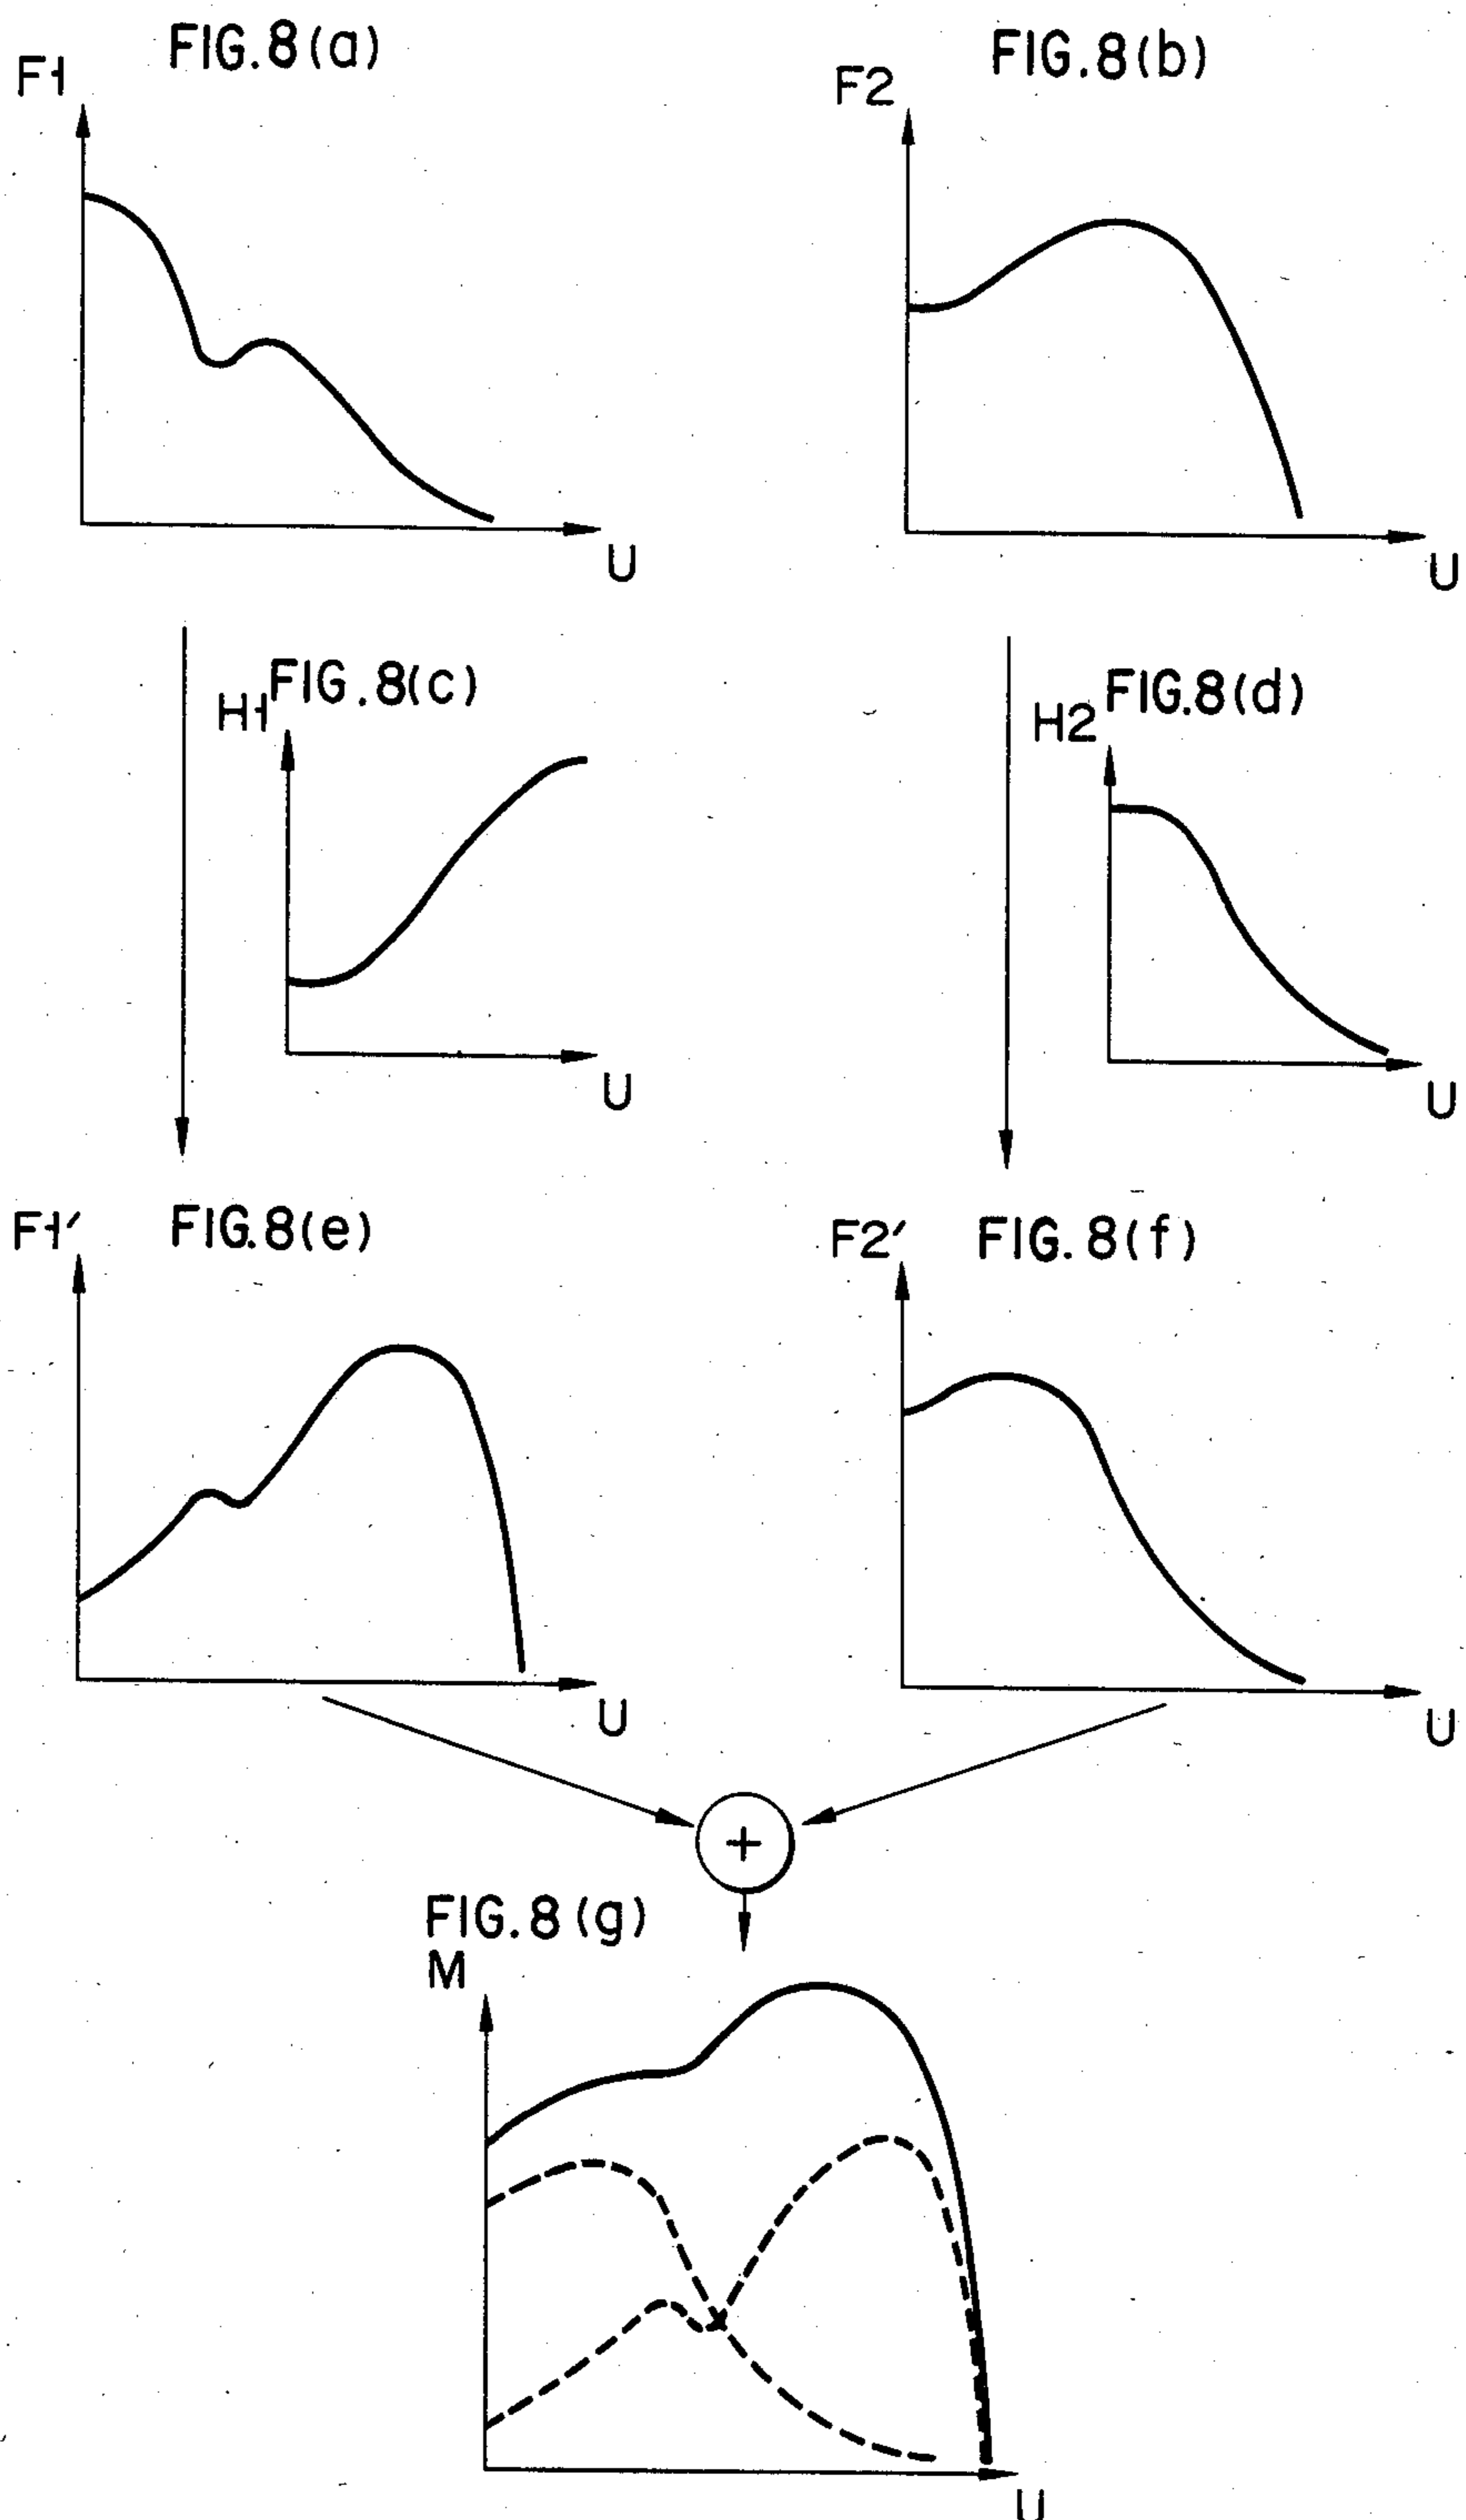 FIG.8(a)
F1
U
FIG.8(b)
F2
U
FIG.8(c)
H1
U
FIG.8(d)
H2
U
F1′
FIG.8(e)
U
F2′
FIG.8(f)
U
+
FIG.8(g)
M
U